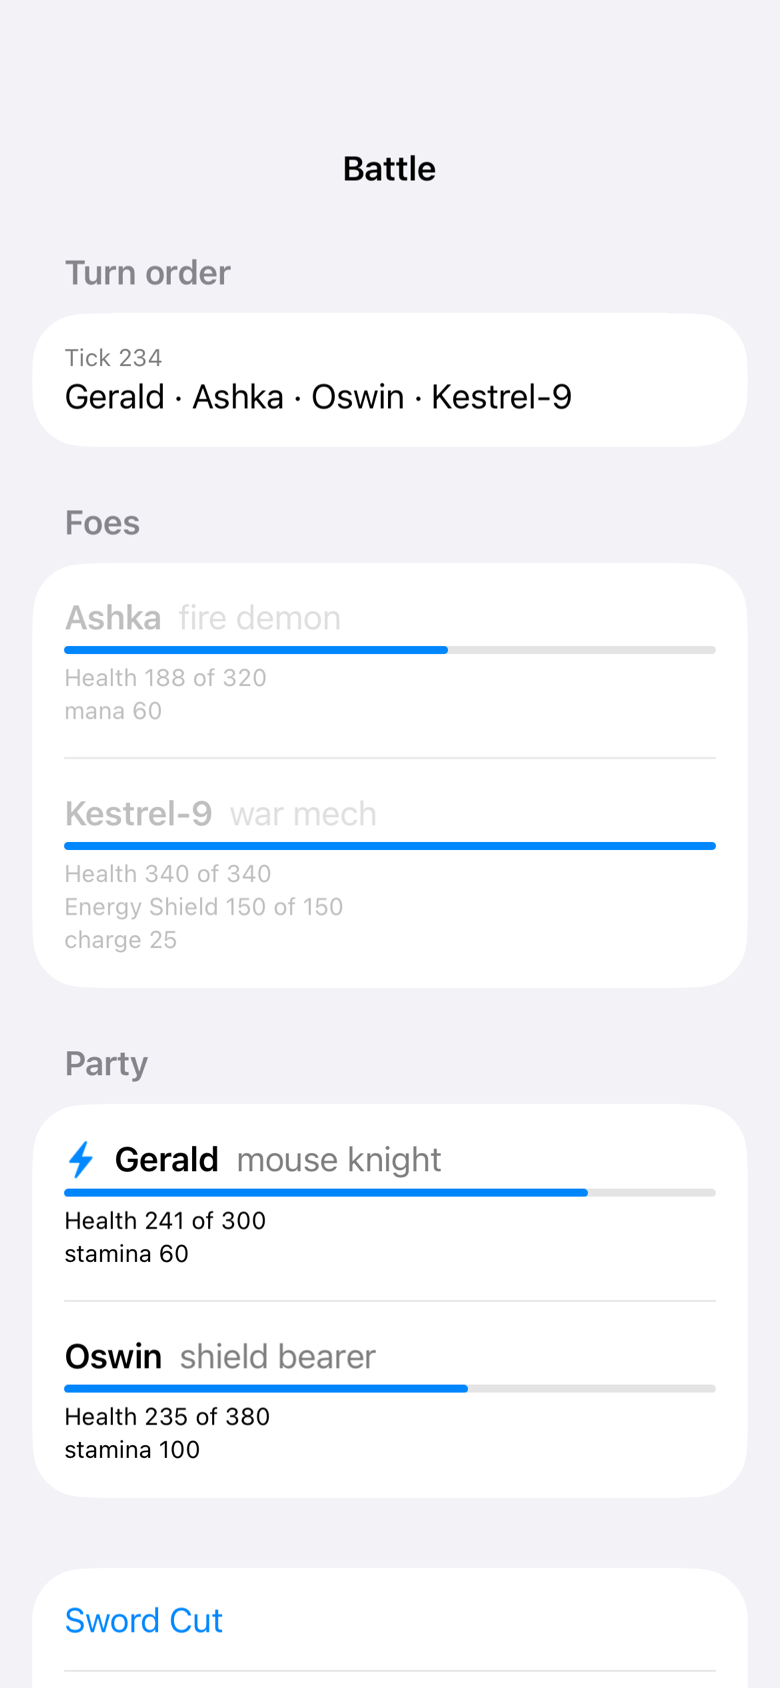 Battle
Turn order
Tick 234
Gerald · Ashka · Oswin · Kestrel-9
Foes
Ashka fire demon
Health 188 of 320
mana 60
Kestrel-9 war mech
Health 340 of 340
Energy Shield 150 of 150
charge 25
Party
Gerald mouse knight
Health 241 of 300
stamina 60
Oswin shield bearer
Health 235 of 380
stamina 100
Sword Cut